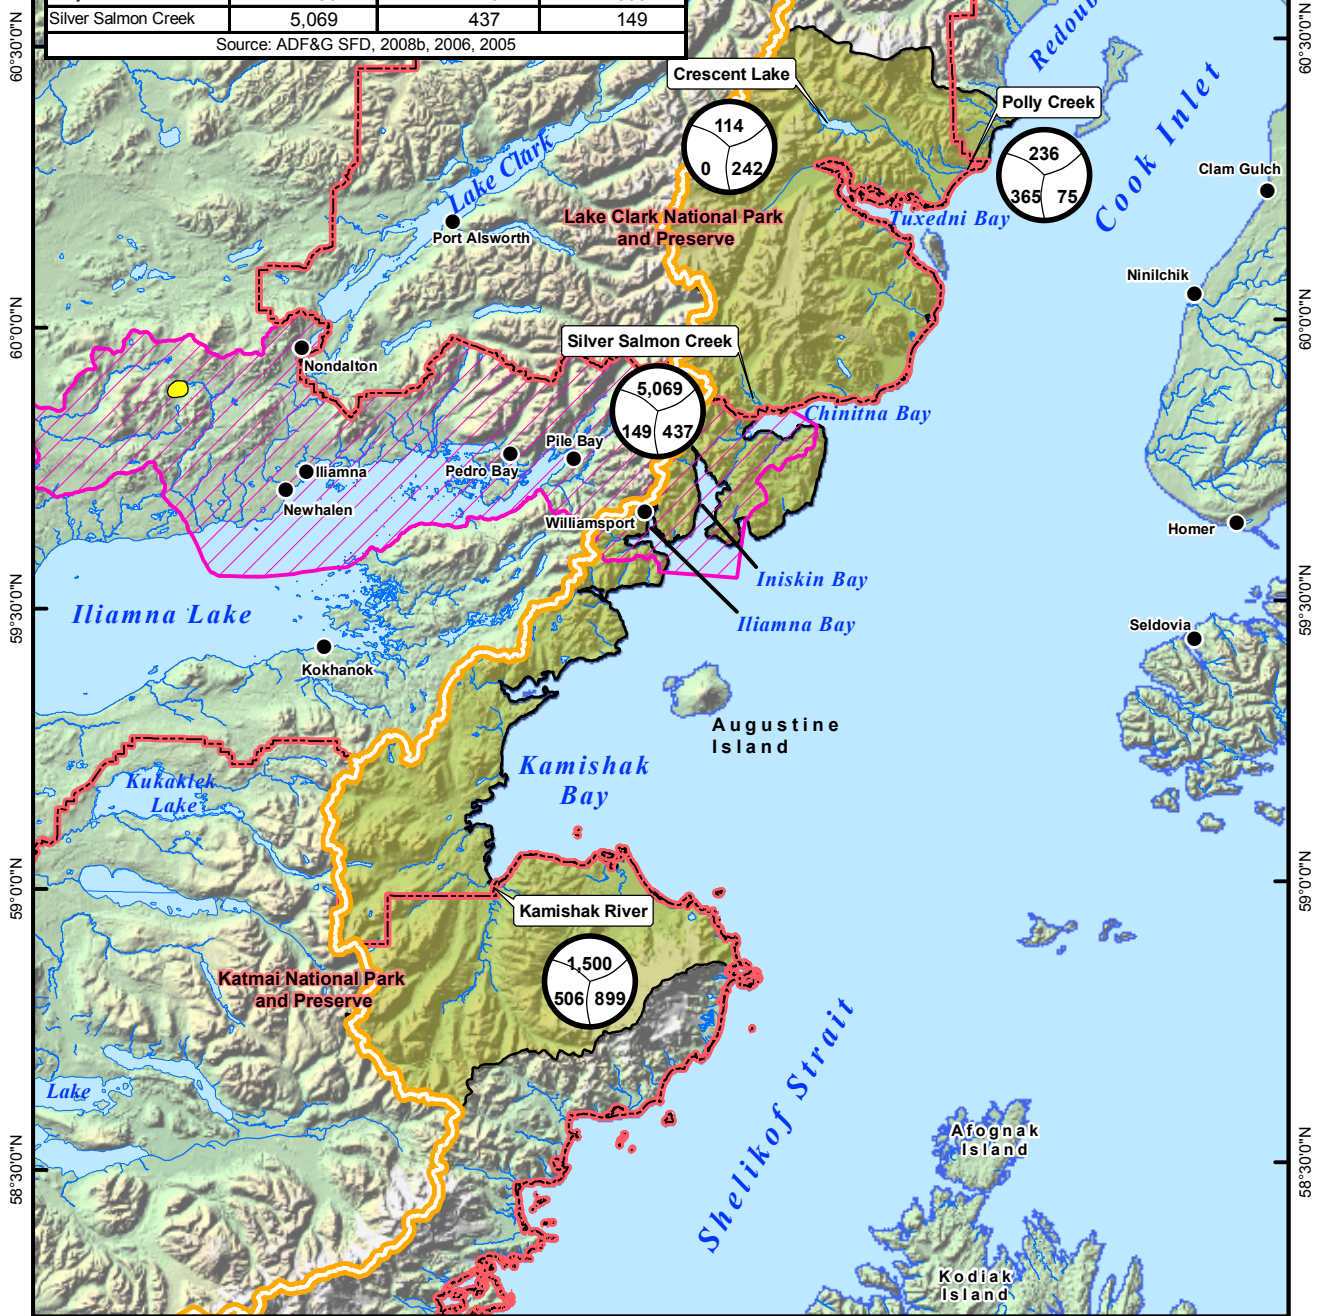 Silver Salmon Creek 5,069 437 149
Source: ADF&G SFD, 2008b, 2006, 2005
60°30'0"N
60°30'0"N
Cook Inlet
Crescent Lake
Polly Creek
114
0 242
236
365 75
Clam Gulch
Lake Clark
Port Alsworth
Lake Clark National Park
and Preserve
Tuxedni Bay
Ninilchik
60°0'0"N
60°0'0"N
Silver Salmon Creek
Nondalton
5,069
149 437
Chinitna Bay
Pile Bay
Pedro Bay
Iliamna
Newhalen
Williamsport
Homer
Iniskin Bay
Iliamna Bay
59°30'0"N
59°30'0"N
Iliamna Lake
Seldovia
Kokhanok
Augustine
Island
Kamishak
Bay
Kukaklek
Lake
59°0'0"N
59°0'0"N
Kamishak River
1,500
506 899
Katmai National Park
and Preserve
Shelikof Strait
Lake
Afognak
Island
58°30'0"N
58°30'0"N
Kodiak
Island